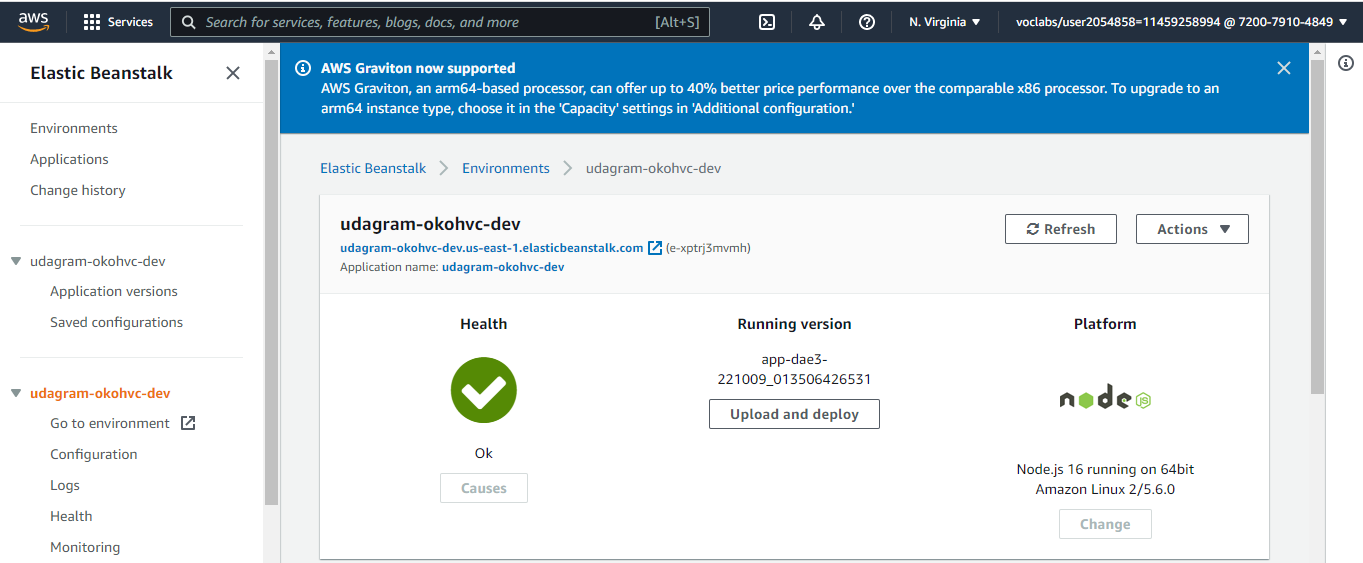 aws
Services
Search for services, features, blogs, docs, and more
[Alt+S]
N. Virginia
voclabs/user2054858=11459258994 @ 7200-7910-4849
Elastic Beanstalk
Environments
Applications
Change history
udagram-okohvc-dev
Application versions
Saved configurations
udagram-okohvc-dev
Go to environment
Configuration
Logs
Health
Monitoring
AWS Graviton now supported
AWS Graviton, an arm64-based processor, can offer up to 40% better price performance over the comparable x86 processor. To upgrade to an
arm64 instance type, choose it in the 'Capacity' settings in 'Additional configuration.'
Elastic Beanstalk
Environments
udagram-okohvc-dev
udagram-okohvc-dev
udagram-okohvc-dev.us-east-1.elasticbeanstalk.com (e-xptrj3mvmh)
Application name: udagram-okohvc-dev
Refresh
Actions
Health
Ok
Causes
Running version
app-dae3-
221009_013506426531
Upload and deploy
Platform
node
JS
Node.js 16 running on 64bit
Amazon Linux 2/5.6.0
Change